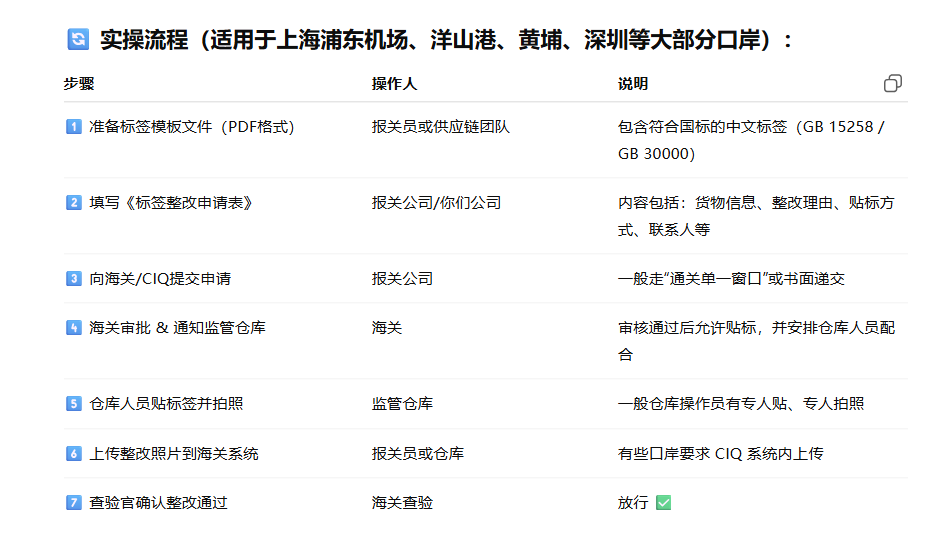 🔄 实操流程（适用于上海浦东机场、洋山港、黄埔、深圳等大部分口岸）:
步骤 操作人 说明
1️⃣ 准备标签模板文件（PDF格式） 报关员或供应链团队 包含符合国标的中文标签（GB 15258 /
GB 30000）
2️⃣ 填写《标签整改申请表》 报关公司/你们公司 内容包括：货物信息、整改理由、贴标方
式、联系人等
3️⃣ 向海关/CIQ提交申请 报关公司 一般走“通关单一窗口”或书面递交
4️⃣ 海关审批 & 通知监管仓库 海关 审核通过后允许贴标，并安排仓库人员配
合
5️⃣ 仓库人员贴标签并拍照 监管仓库 一般仓库操作员有专人贴、专人拍照
6️⃣ 上传整改照片到海关系统 报关员或仓库 有些口岸要求 CIQ 系统内上传
7️⃣ 查验官确认整改通过 海关查验 放行 ✅